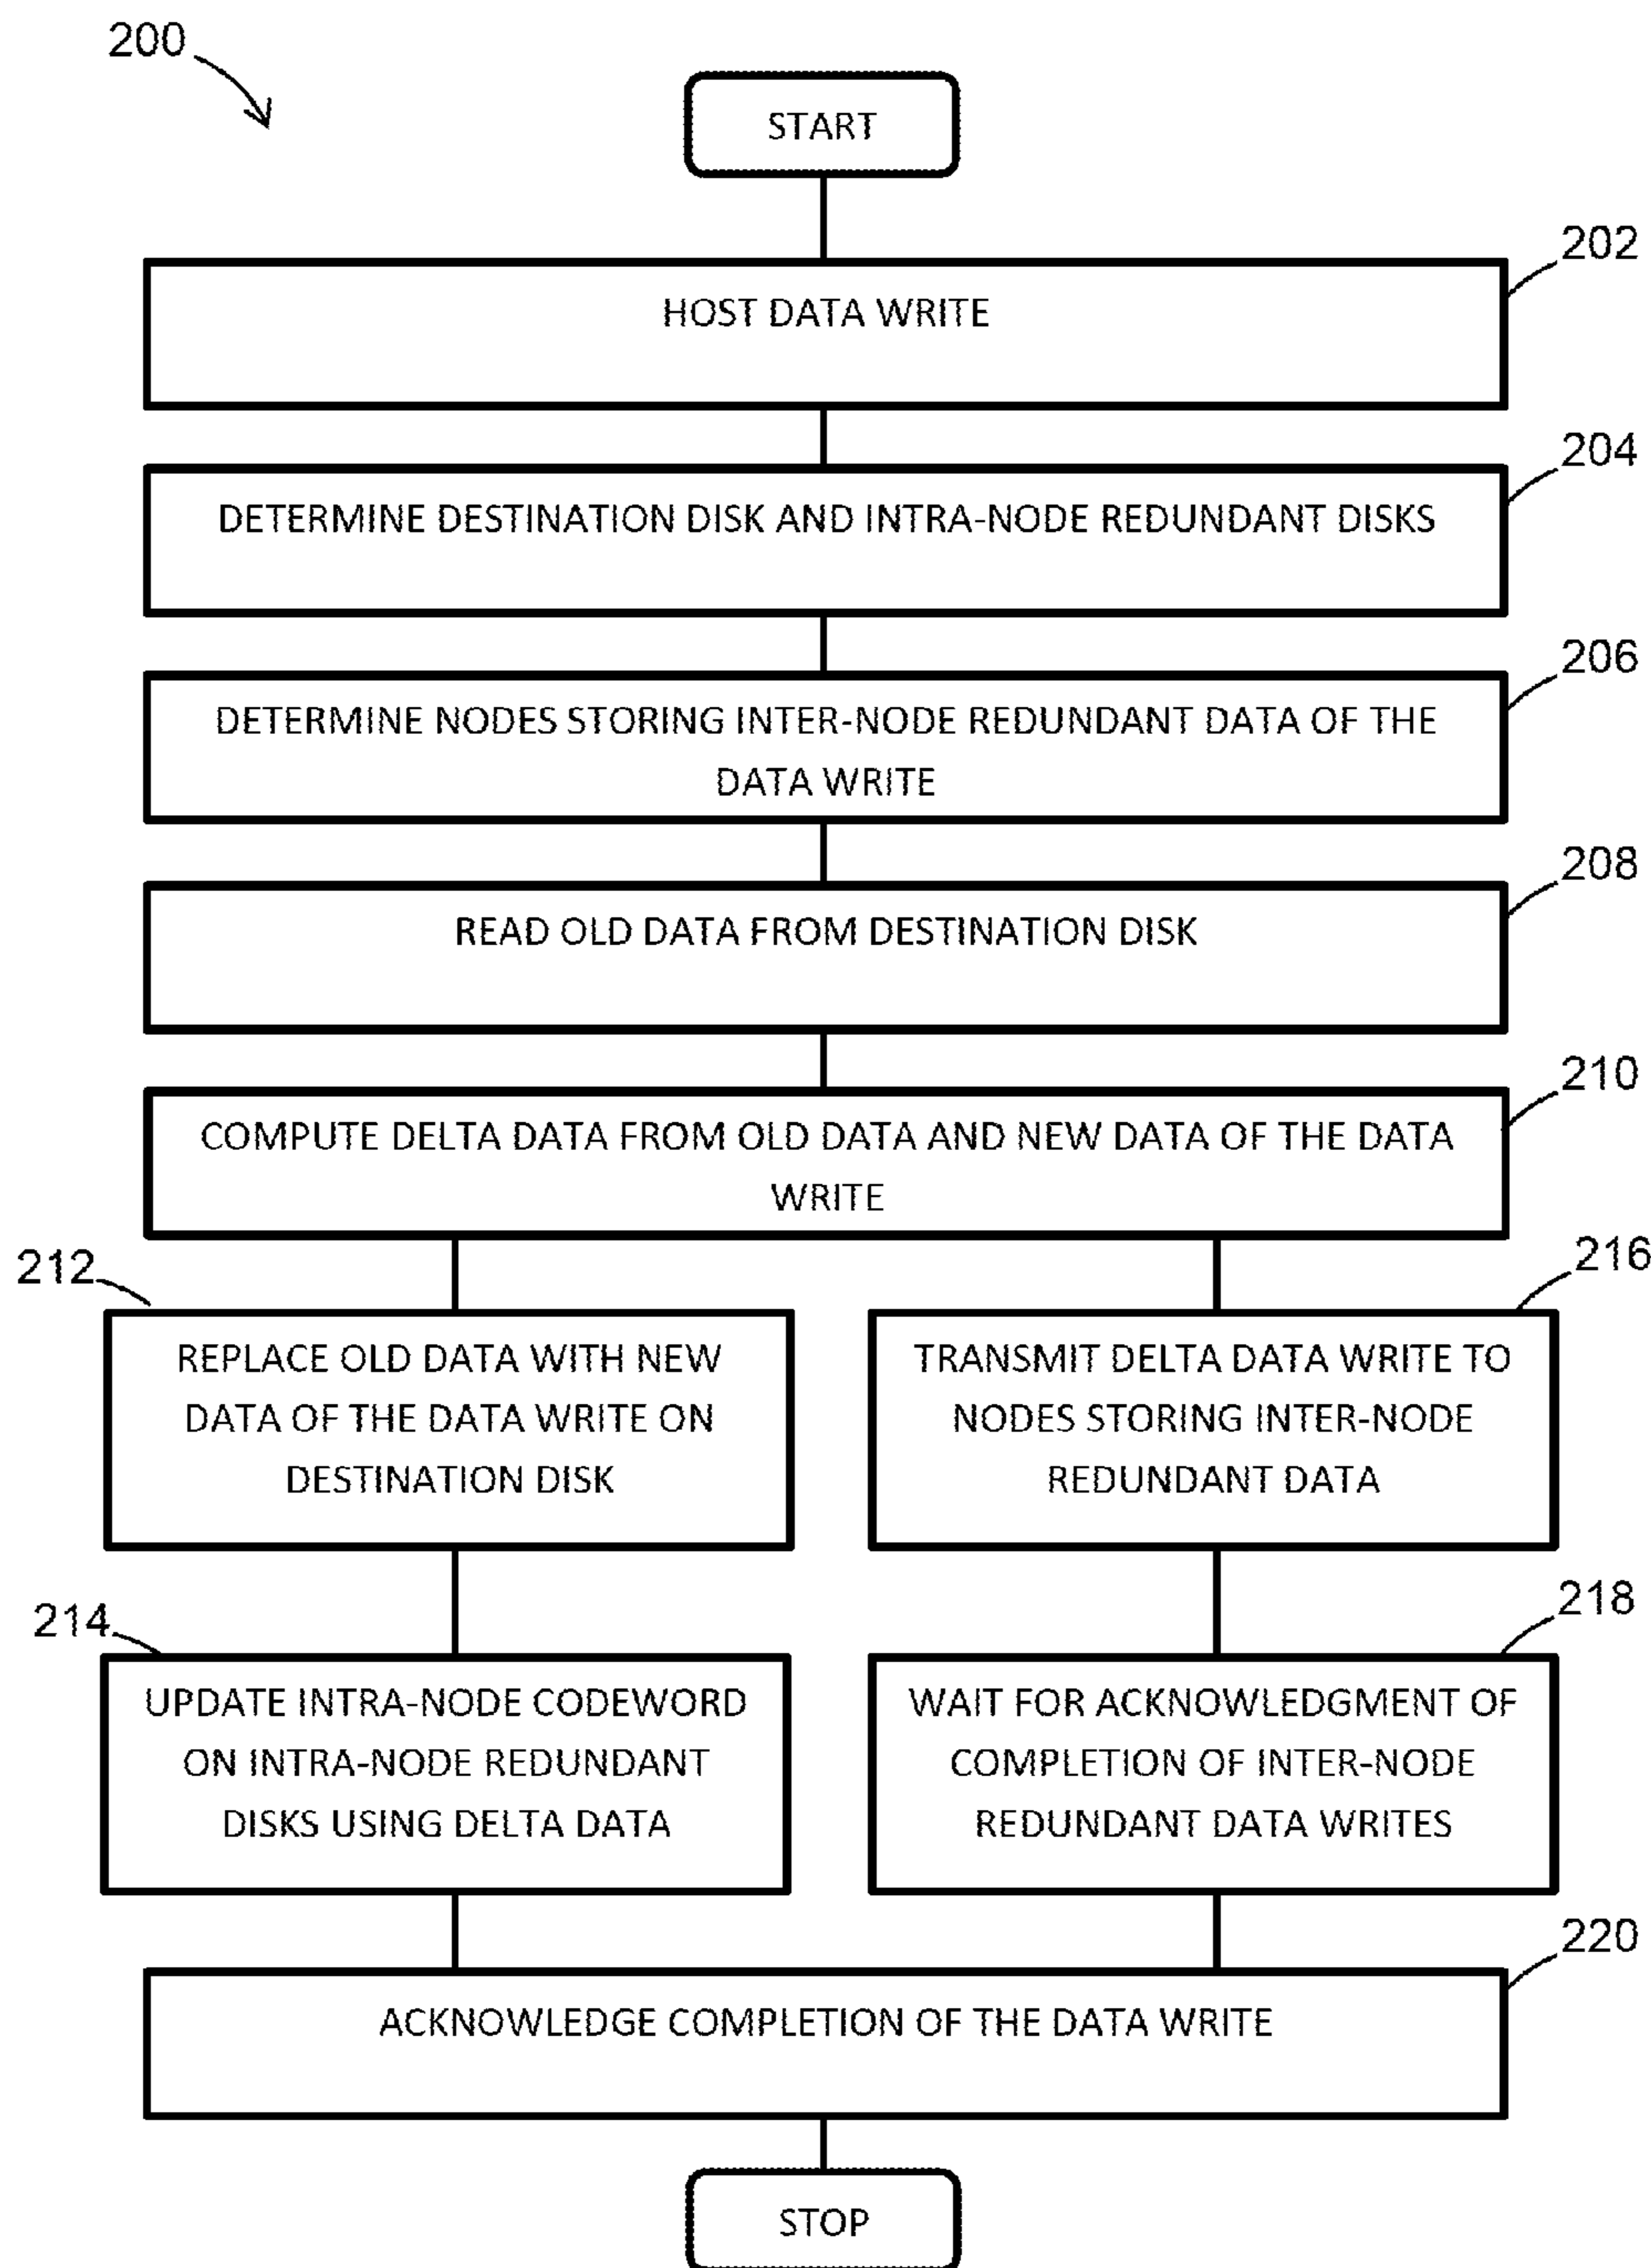 200
START
202
HOST DATA WRITE
204
DETERMINE DESTINATION DISK AND INTRA-NODE REDUNDANT DISKS
206
DETERMINE NODES STORING INTER-NODE REDUNDANT DATA OF THE
DATA WRITE
208
READ OLD DATA FROM DESTINATION DISK
210
COMPUTE DELTA DATA FROM OLD DATA AND NEW DATA OF THE DATA
WRITE
212
REPLACE OLD DATA WITH NEW
DATA OF THE DATA WRITE ON
DESTINATION DISK
216
TRANSMIT DELTA DATA WRITE TO
NODES STORING INTER-NODE
REDUNDANT DATA
214
UPDATE INTRA-NODE CODEWORD
ON INTRA-NODE REDUNDANT
DISKS USING DELTA DATA
218
WAIT FOR ACKNOWLEDGMENT OF
COMPLETION OF INTER-NODE
REDUNDANT DATA WRITES
220
ACKNOWLEDGE COMPLETION OF THE DATA WRITE
STOP